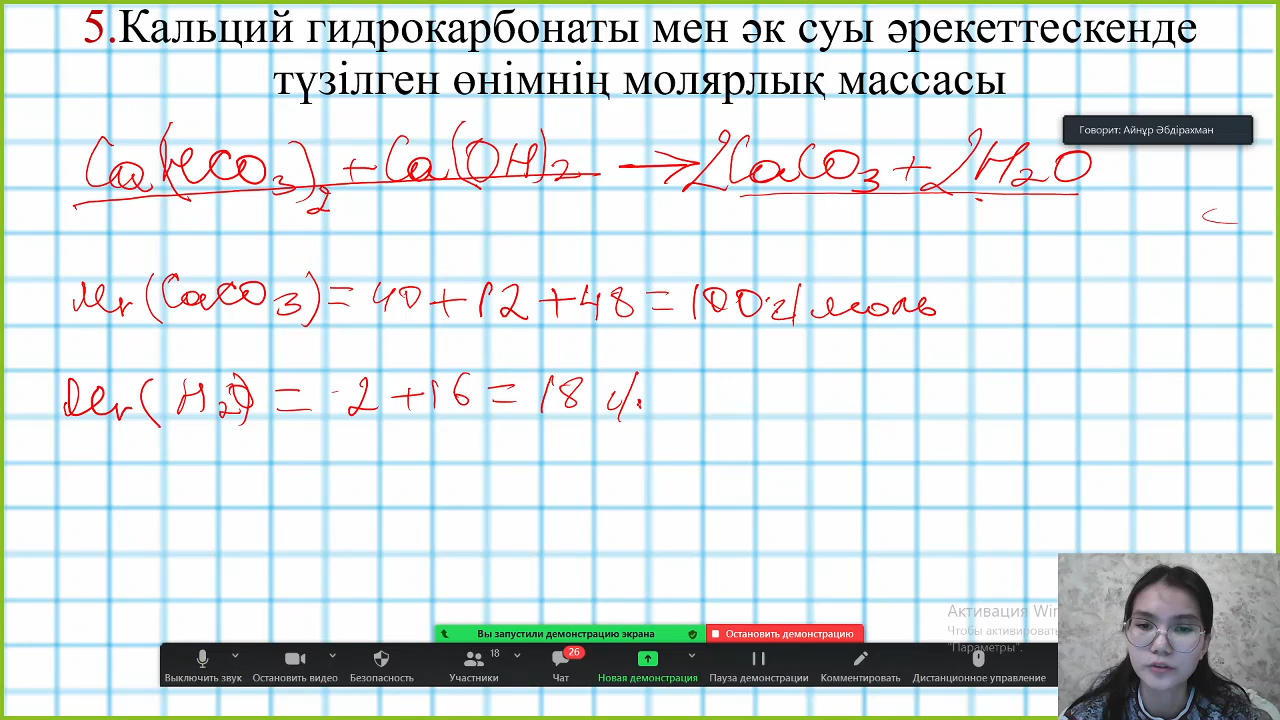 5.Кальций гидрокарбонаты мен әк суы әрекеттескенде
түзілген өнімнің молярлық массасы
Говорит: Айнұр Әбдірахман
Ca(HCO3)2 + Ca(OH)2 → 2CaCO3 + 2H2O
Mr(CaCO3) = 40 + 12 + 48 = 100 г/моль
Mr(H2O) = 2 + 16 = 18 г/
Активация Win
Чтобы активировать
"Параметры".
Вы запустили демонстрацию экрана
Остановить демонстрацию
26
18
Выключить звук
Остановить видео
Безопасность
Участники
Чат
Новая демонстрация
Пауза демонстрации
Комментировать
Дистанционное управление